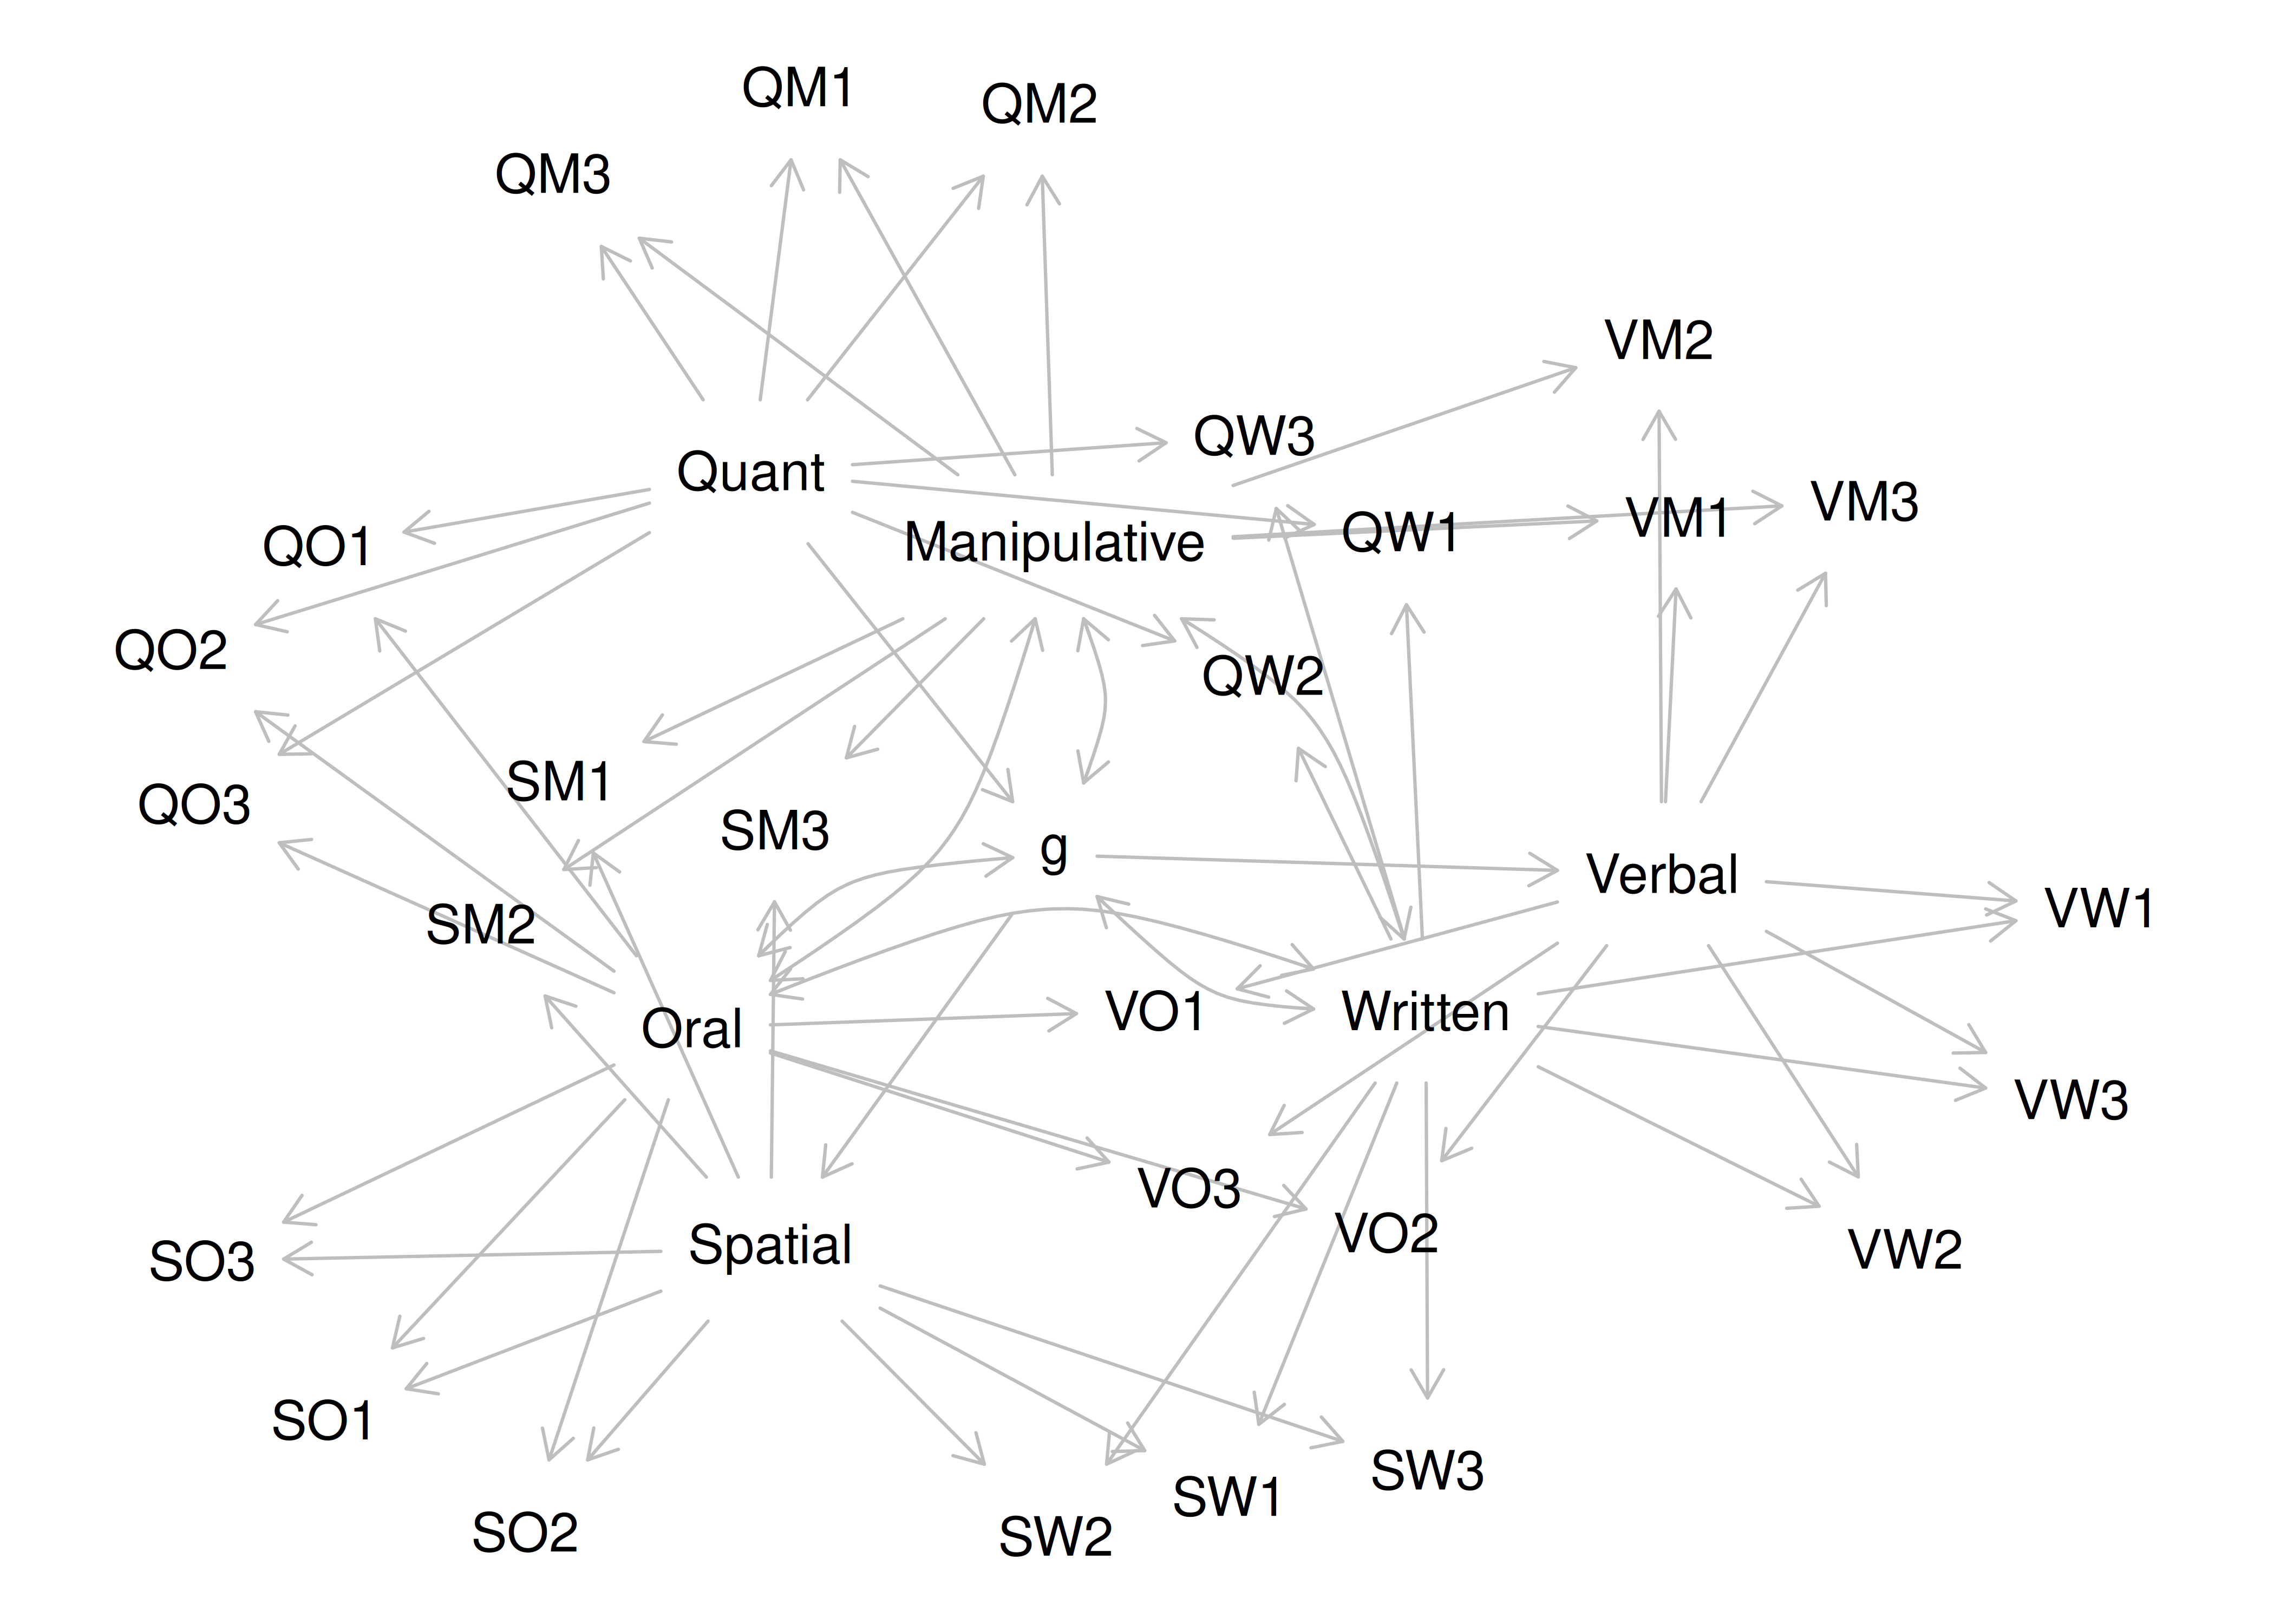 QM1
QM2
QM3
VM2
QW3
Quant
VM3
VM1
QW1
Manipulative
QO1
QO2
QW2
SM1
QO3
SM3
g
Verbal
VW1
SM2
VO1
Written
Oral
VW3
VO3
VO2
Spatial
VW2
SO3
SO1
SW3
SW1
SO2
SW2